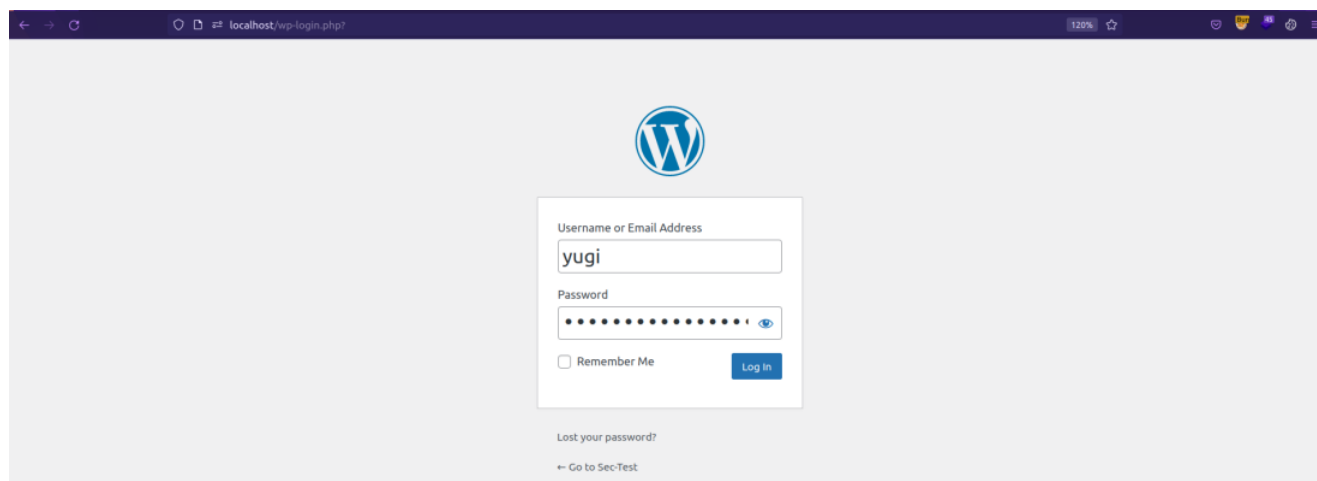 localhost/wp-login.php?
120%
45
Username or Email Address
yugi
Password
Remember Me
Log In
Lost your password?
← Go to Sec-Test